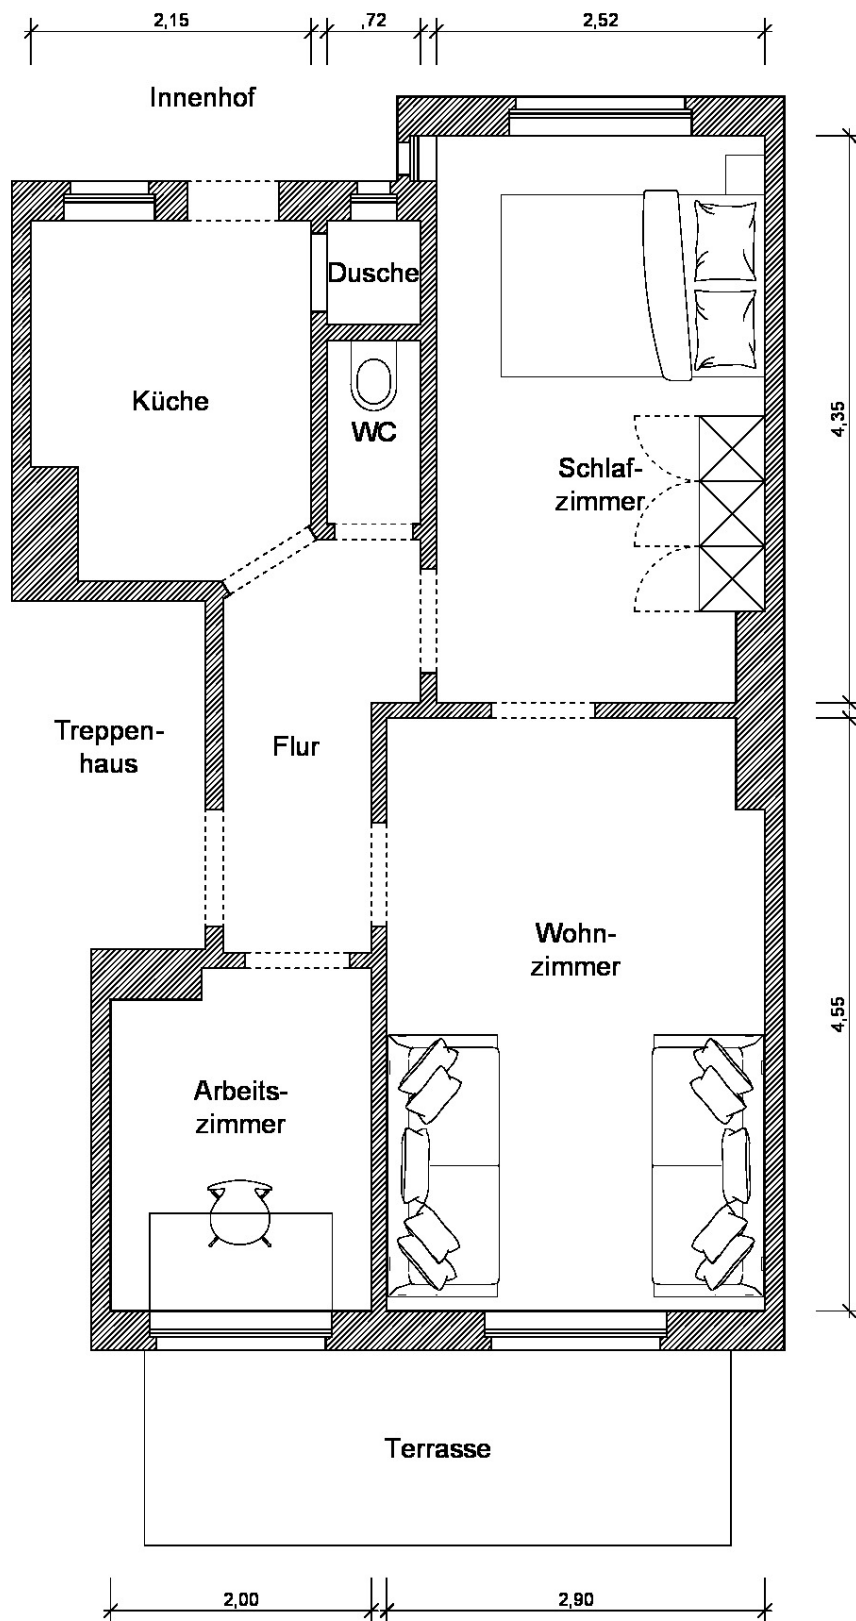 2,15
,72
2,52
Innenhof
Dusche
Küche
WC
4,35
Schlaf-
zimmer
Treppen-
haus
Flur
Wohn-
zimmer
4,55
Arbeits-
zimmer
Terrasse
2,00
2,90